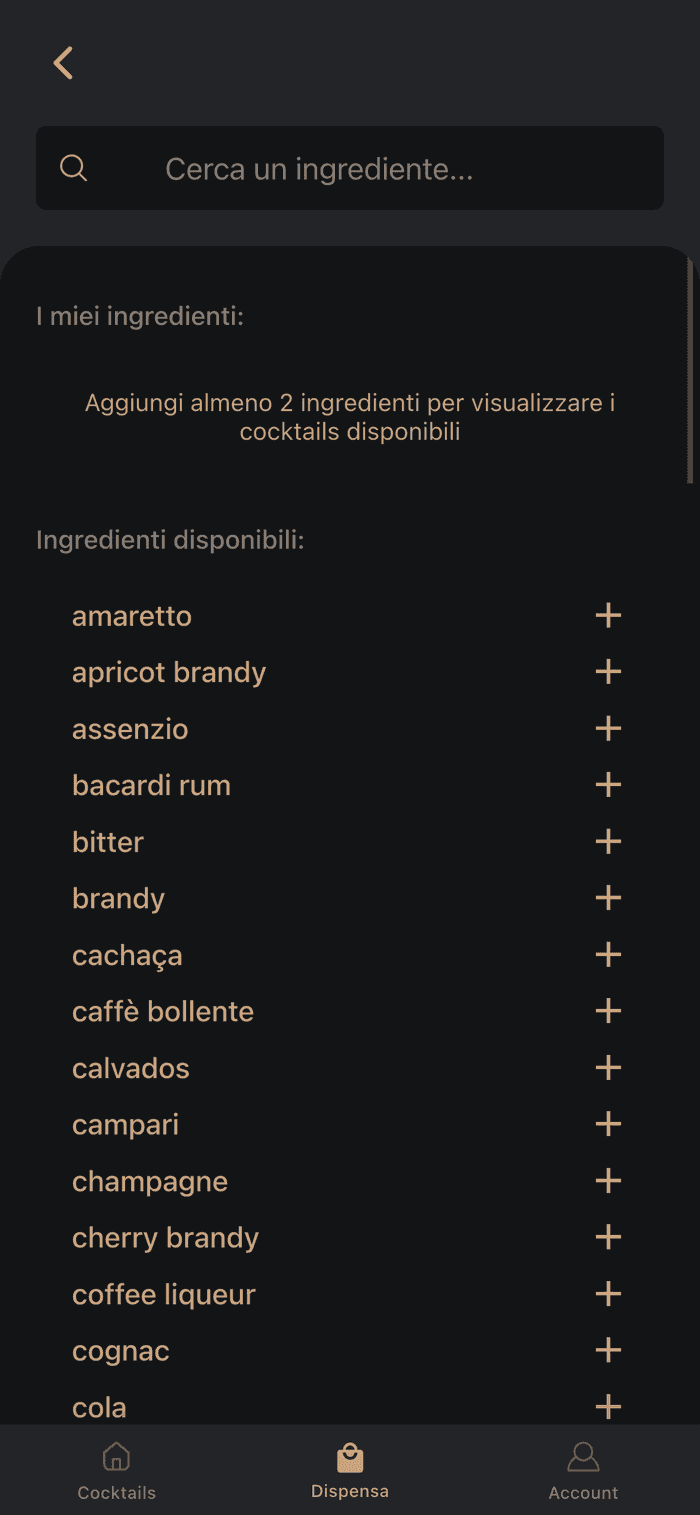 Cerca un ingrediente...
I miei ingredienti:
Aggiungi almeno 2 ingredienti per visualizzare i
cocktails disponibili
Ingredienti disponibili:
amaretto
apricot brandy
assenzio
bacardi rum
bitter
brandy
cachaça
caffè bollente
calvados
campari
champagne
cherry brandy
coffee liqueur
cognac
cola
Cocktails
Dispensa
Account